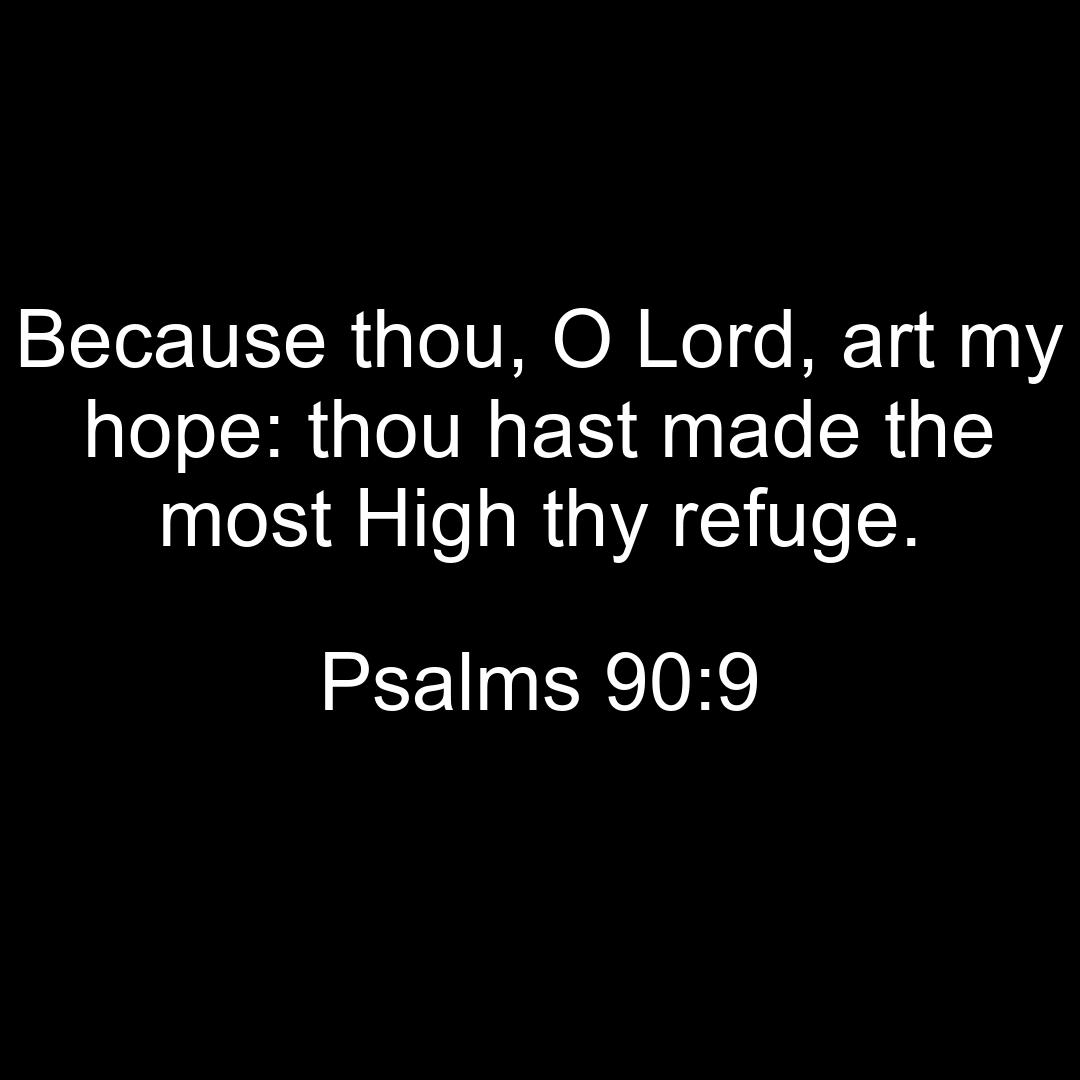 Because thou, O Lord, art my
hope: thou hast made the
most High thy refuge.
Psalms 90:9